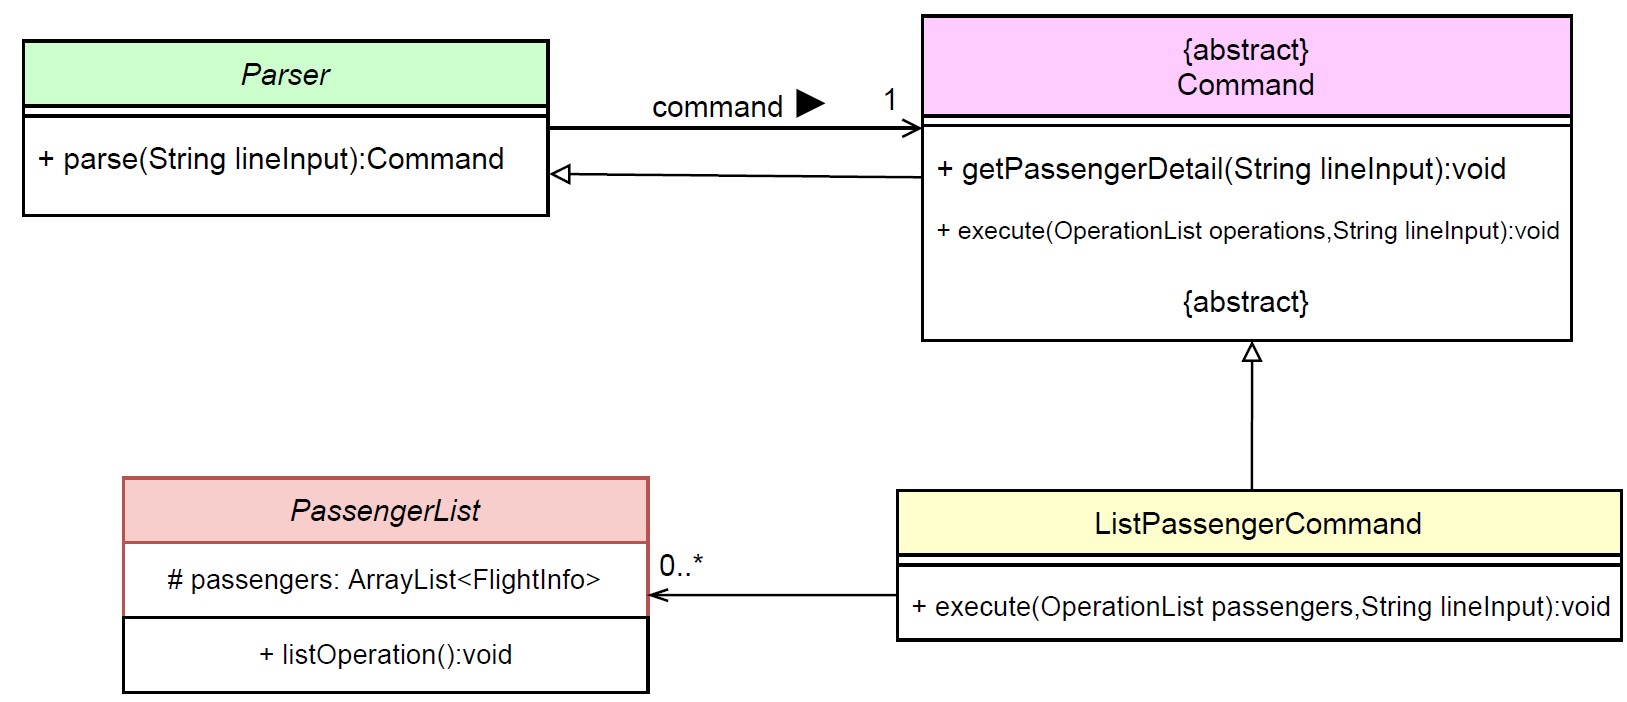 Parser
+ parse(String lineInput):Command
command ▶
1
{abstract}
Command
+ getPassengerDetail(String lineInput):void
+ execute(OperationList operations,String lineInput):void
{abstract}
PassengerList
# passengers: ArrayList<FlightInfo>
+ listOperation():void
0..*
ListPassengerCommand
+ execute(OperationList passengers,String lineInput):void